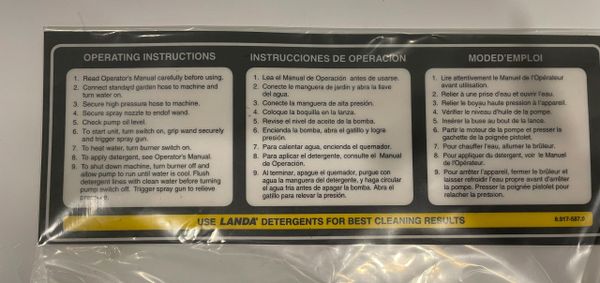 OPERATING INSTRUCTIONS
1. Read Operator's Manual carefully before using.
2. Connect standard garden hose to machine and
turn water on.
3. Secure high pressure hose to machine.
4. Secure spray nozzle to endof wand.
5. Check pump oil level.
6. To start unit, turn switch on, grip wand securely
and trigger spray gun.
7. To heat water, turn burner switch on.
8. To apply detergent, see Operator's Manual.
9. To shut down machine, turn burner off and
allow pump to run until water is cool. Flush
detergent lines with clean water before turning
pump switch off. Trigger spray gun to relieve
pressure.
INSTRUCCIONES DE OPERACION
1. Lea el Manual de Operación antes de usarse.
2. Conecte la manguera de jardín y abra la llave
del agua.
3. Conecte la manguera de alta presión.
4. Coloque la boquilla en la lanza.
5. Revise el nivel de aceite de la bomba.
6. Encienda la bomba, abra el gatillo y logre
presión.
7. Para calentar agua, encienda el quemador.
8. Para aplicar el detergente, consulte el Manual
de Operación.
9. Al terminar, apague el quemador, purgue con
agua la manguera del detergente, y haga circular
el agua fria antes de apagar la bomba. Abra el
gatillo para relevar la presión.
MODED'EMPLOI
1. Lire attentivement le Manuel de l'Opérateur
avant utilisation.
2. Relier à une prise d'eau et ouvrir l'eau.
3. Relier le boyau haute pression à l'appareil.
4. Vérifier le niveau d'huile de la pompe.
5. Insérer la buse au bout de la lance.
6. Partir le moteur de la pompe et presser la
gachette de la poignée pistolet.
7. Pour chauffer l'eau, allumer le brûleur.
8. Pour appliquer du détergent, voir le Manuel
de l'Opérateur.
9. Pour arrêter l'appareil, fermer le brûleur et
laisser refroidir l'eau propre avant d'arrêter
la pompe. Presser la poignée pistolet pour
relacher la pression.
USE LANDA® DETERGENTS FOR BEST CLEANING RESULTS
8.917-587.0